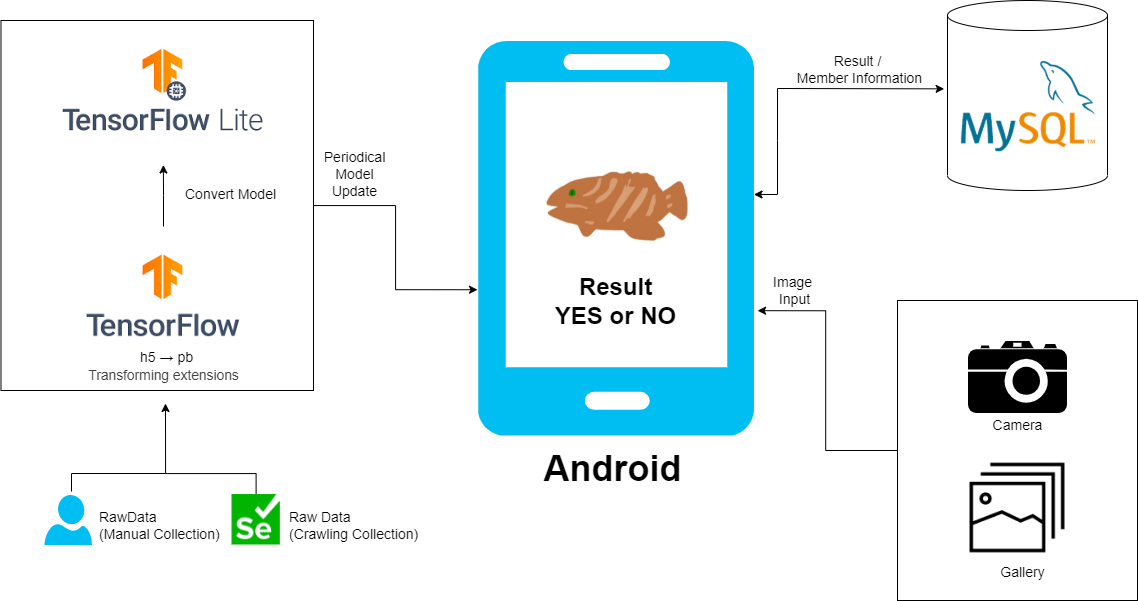 TensorFlow Lite
Convert Model
TensorFlow
h5 → pb
Transforming extensions
RawData
(Manual Collection)
Se
Raw Data
(Crawling Collection)
Periodical
Model
Update
Result
YES or NO
Android
Result /
Member Information
MySQL™
Image
Input
Camera
Gallery